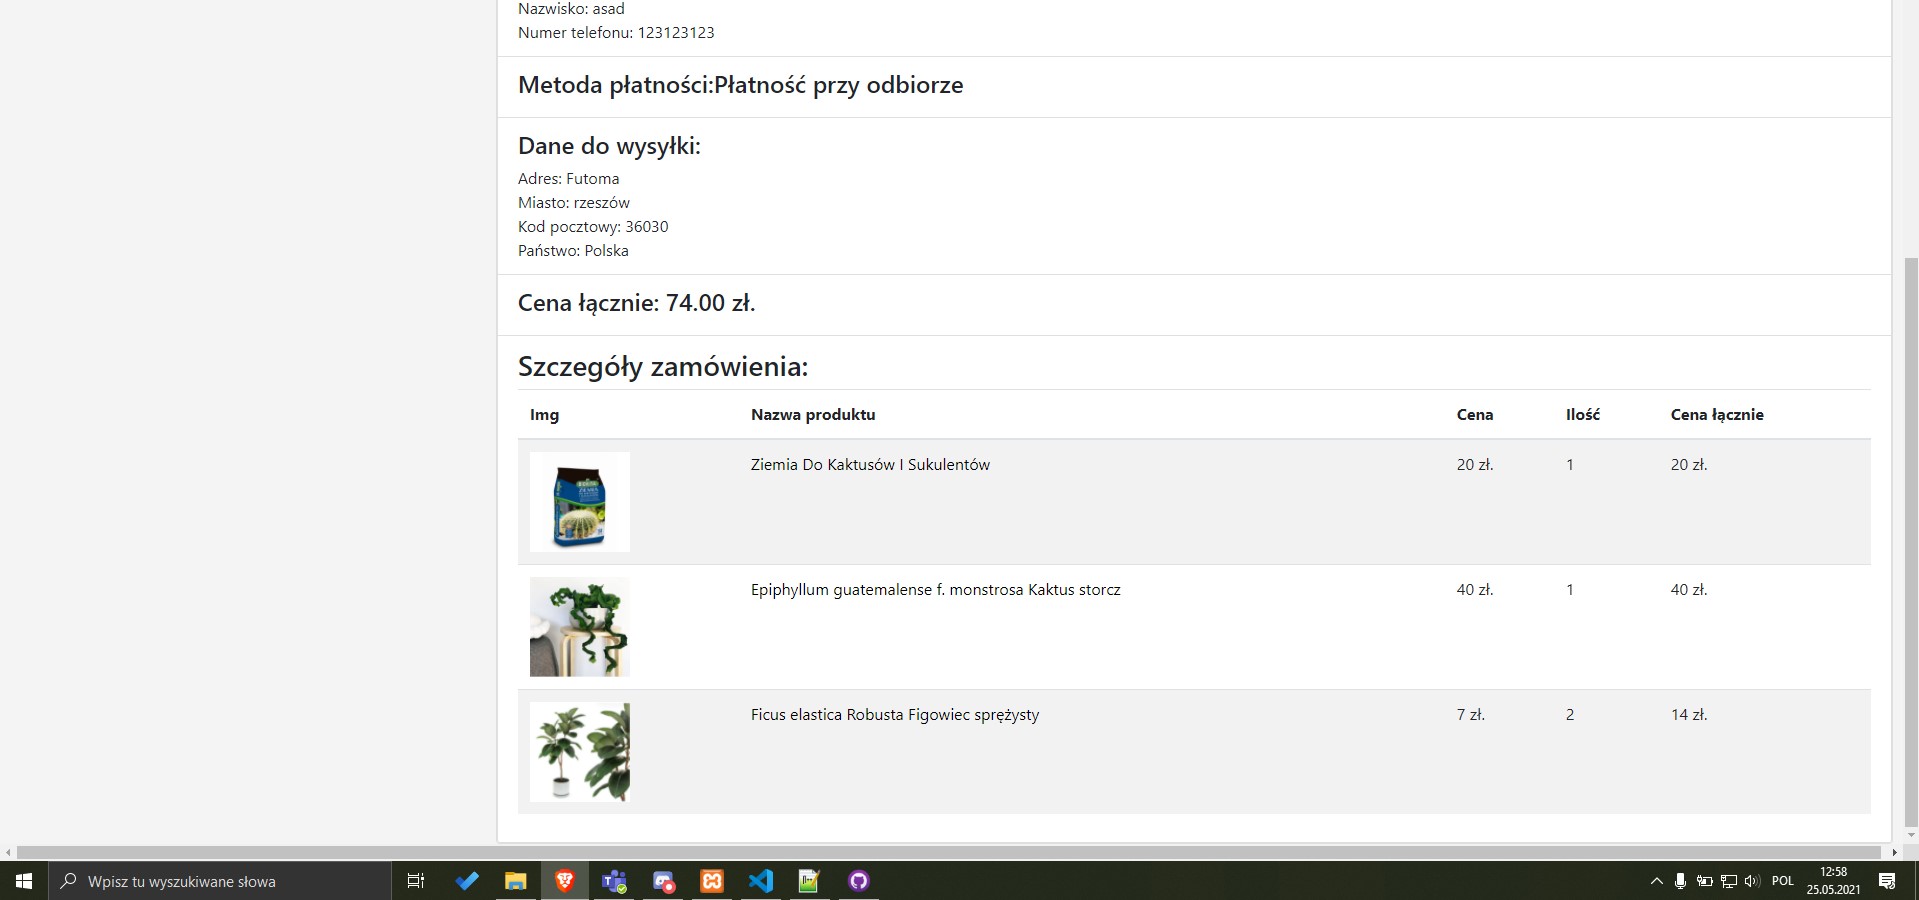 Nazwisko: asad
Numer telefonu: 123123123
Metoda płatności:Płatność przy odbiorze
Dane do wysyłki:
Adres: Futoma
Miasto: rzeszów
Kod pocztowy: 36030
Państwo: Polska
Cena łącznie: 74.00 zł.
Szczegóły zamówienia:
Img Nazwa produktu Cena Ilość Cena łącznie
Ziemia Do Kaktusów I Sukulentów 20 zł. 1 20 zł.
Epiphyllum guatemalense f. monstrosa Kaktus storcz 40 zł. 1 40 zł.
Ficus elastica Robusta Figowiec sprężysty 7 zł. 2 14 zł.
Wpisz tu wyszukiwane słowa
POL
12:58
25.05.2021